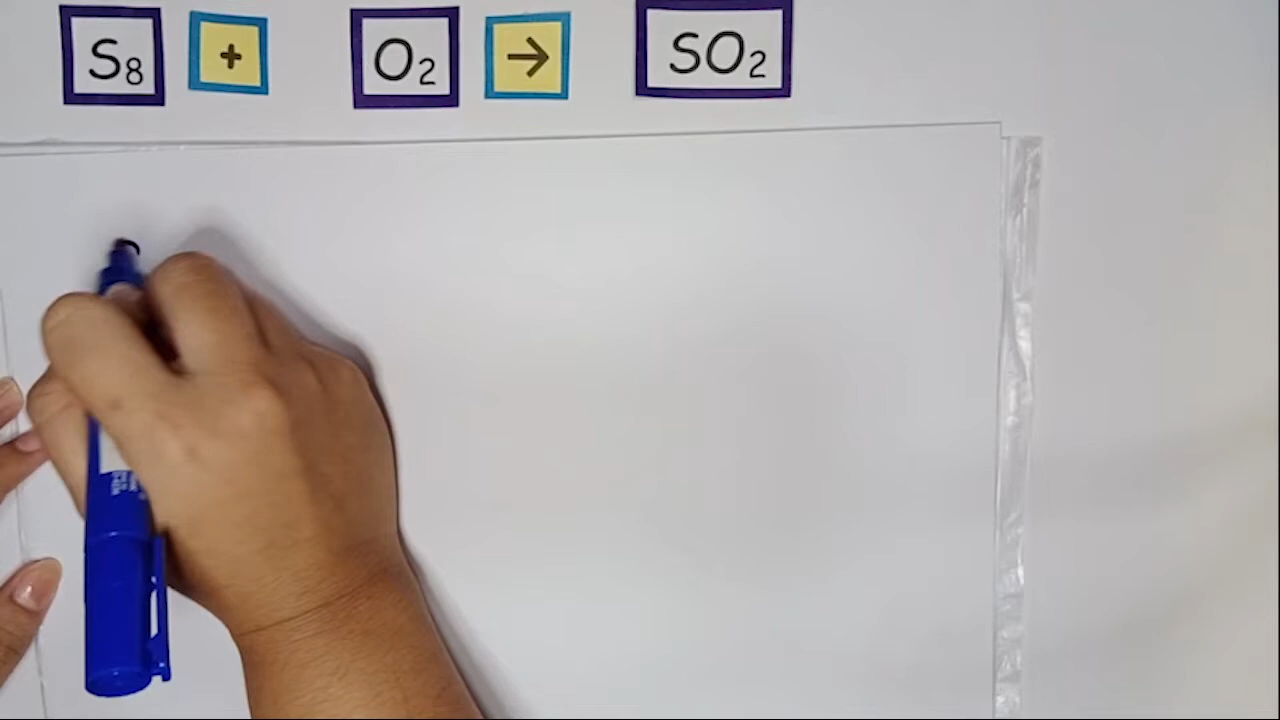 S₈ + O₂ → SO₂